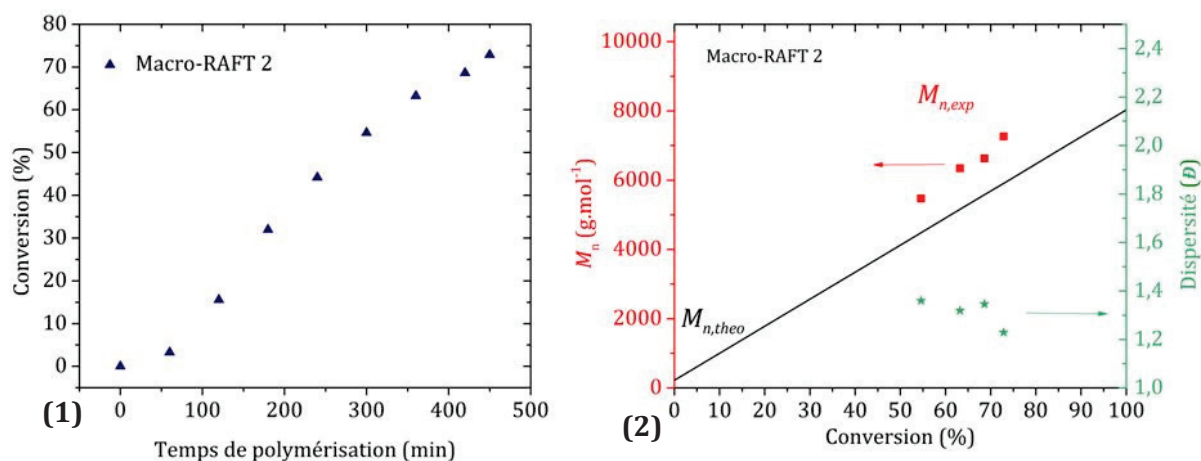 80
70
60
50
40
30
20
10
0
Conversion (%)
Macro-RAFT 2
0 100 200 300 400 500
Temps de polymérisation (min)
(1)
10000
8000
6000
4000
2000
0
M_n (g.mol⁻¹)
Macro-RAFT 2
M_n,exp
M_n,theo
2,4
2,2
2,0
1,8
1,6
1,4
1,2
1,0
Dispersité (Đ)
0 10 20 30 40 50 60 70 80 90 100
Conversion (%)
(2)